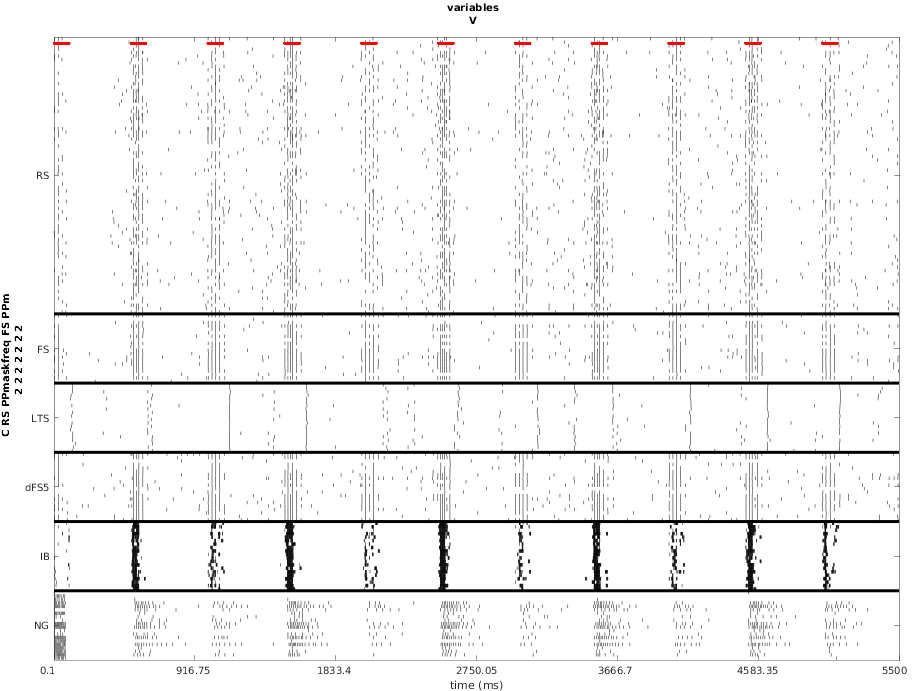 variables
V
C RS PPmaskfreq FS PPm
2 2 2 2 2 2 2
RS
FS
LTS
dFS5
IB
NG
0.1 916.75 1833.4 2750.05 3666.7 4583.35 5500
time (ms)